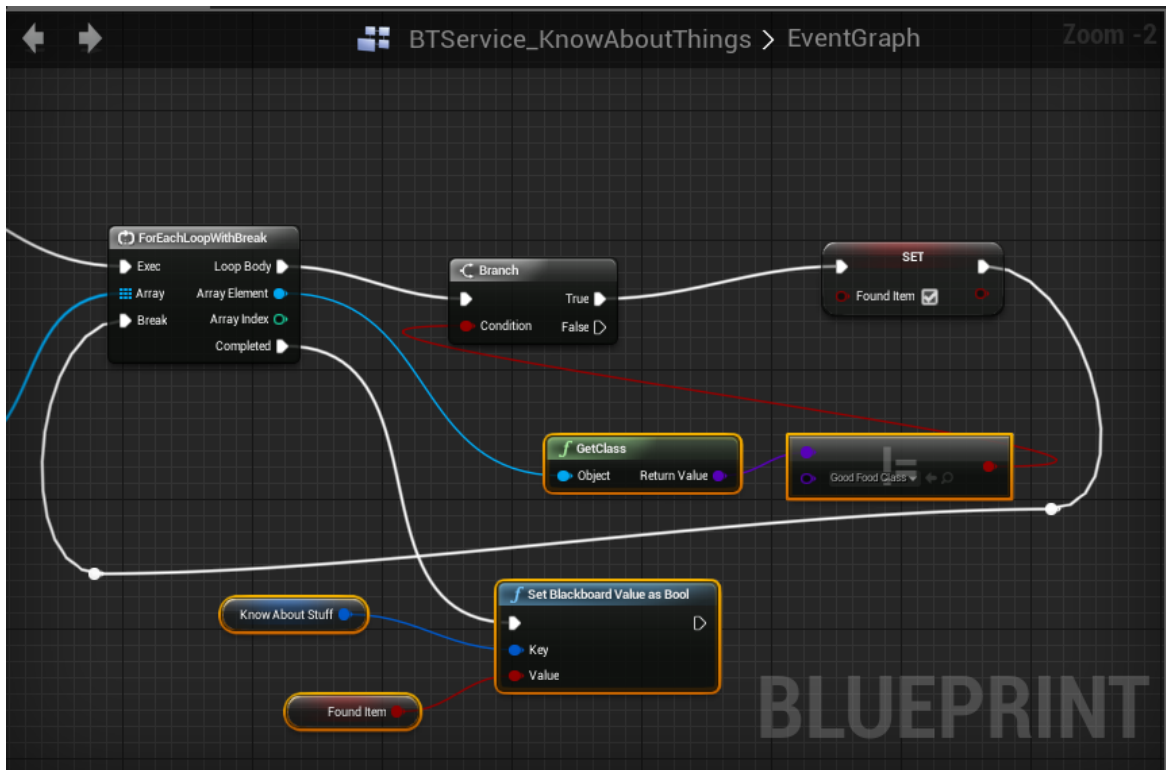 BTService_KnowAboutThings > EventGraph
Zoom -2
ForEachLoopWithBreak
Exec
Loop Body
Array
Array Element
Break
Array Index
Completed
Branch
True
Condition
False
SET
Found Item
GetClass
Object
Return Value
!=
Good Food Class
Know About Stuff
Set Blackboard Value as Bool
Key
Value
Found Item
BLUEPRINT